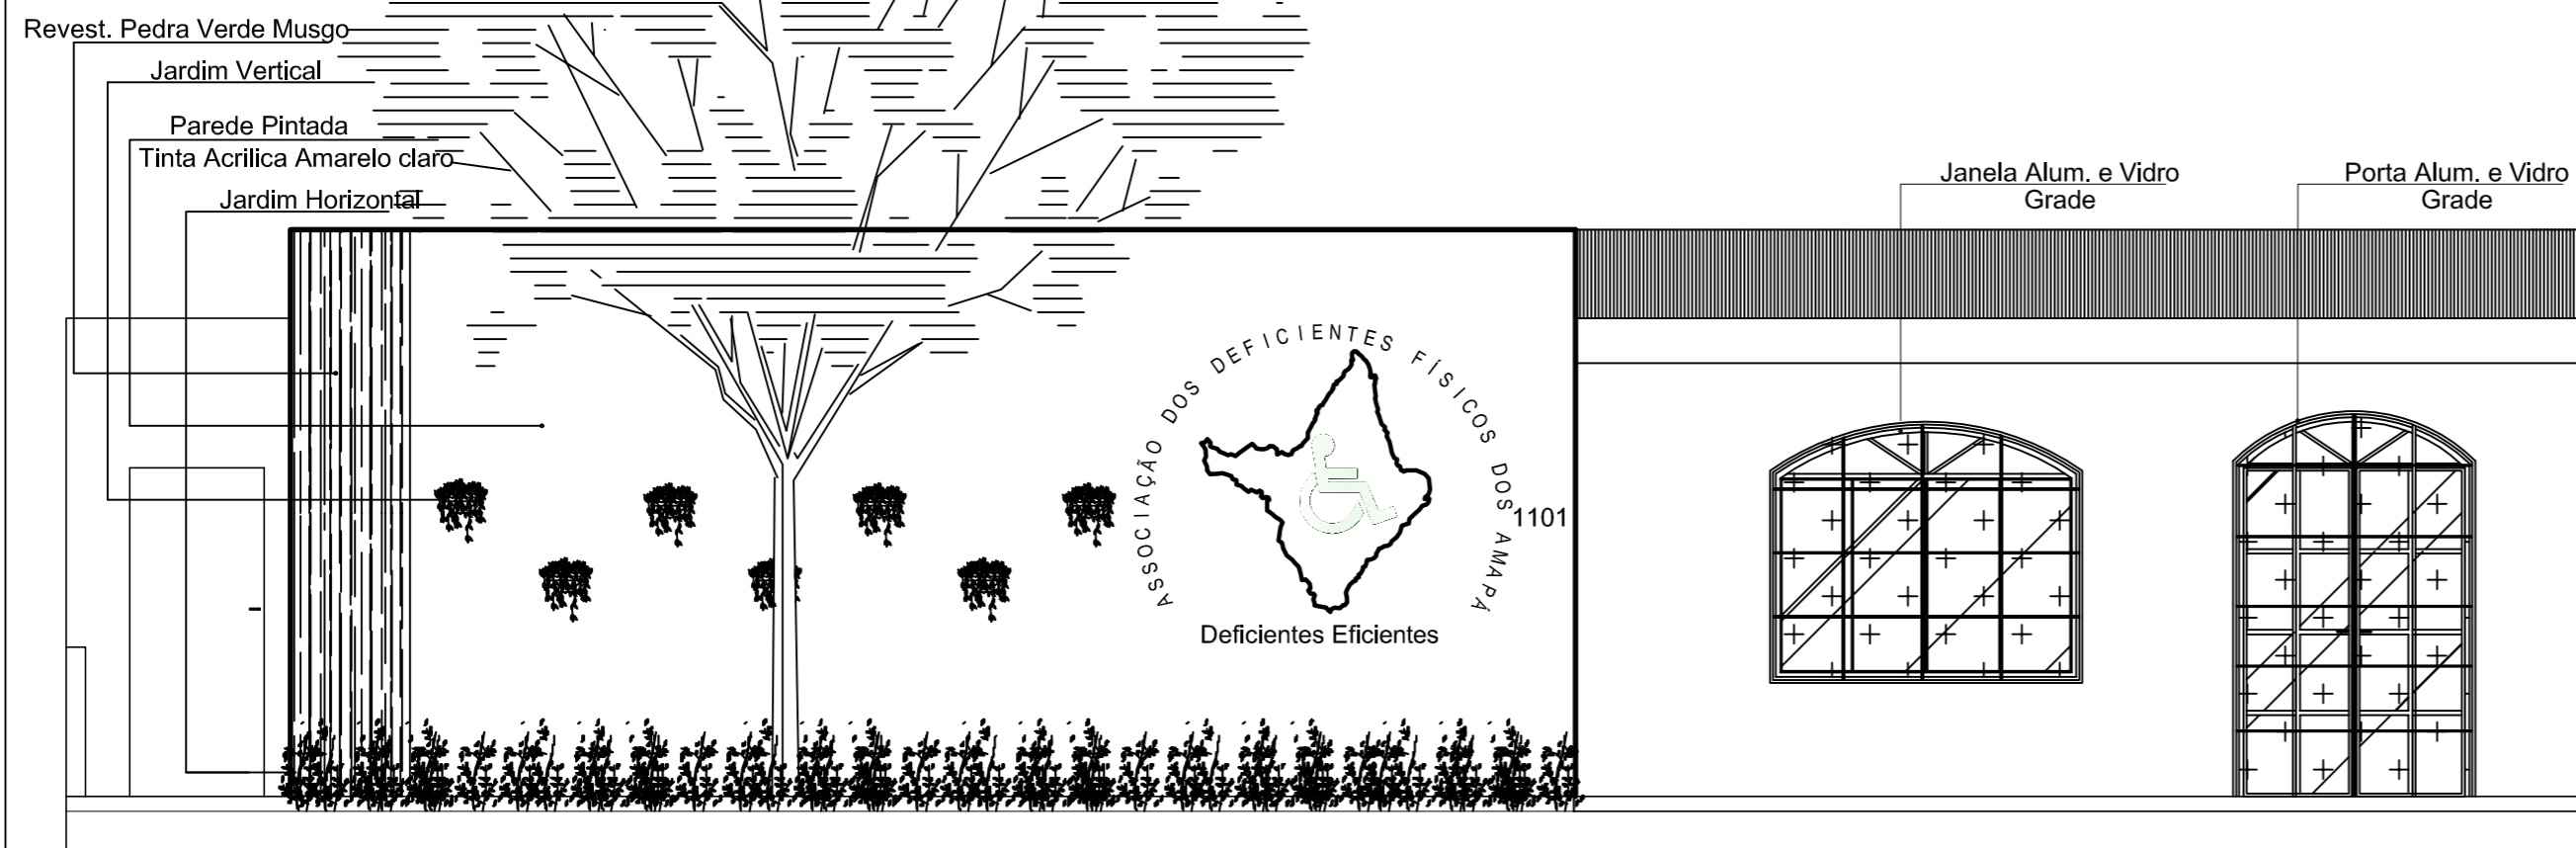 Revest. Pedra Verde Musgo
Jardim Vertical
Parede Pintada
Tinta Acrilica Amarelo claro
Jardim Horizontal
Janela Alum. e Vidro
Grade
Porta Alum. e Vidro
Grade
ASSOCIAÇÃO DOS DEFICIENTES FÍSICOS DOS AMAPÁ
1101
Deficientes Eficientes